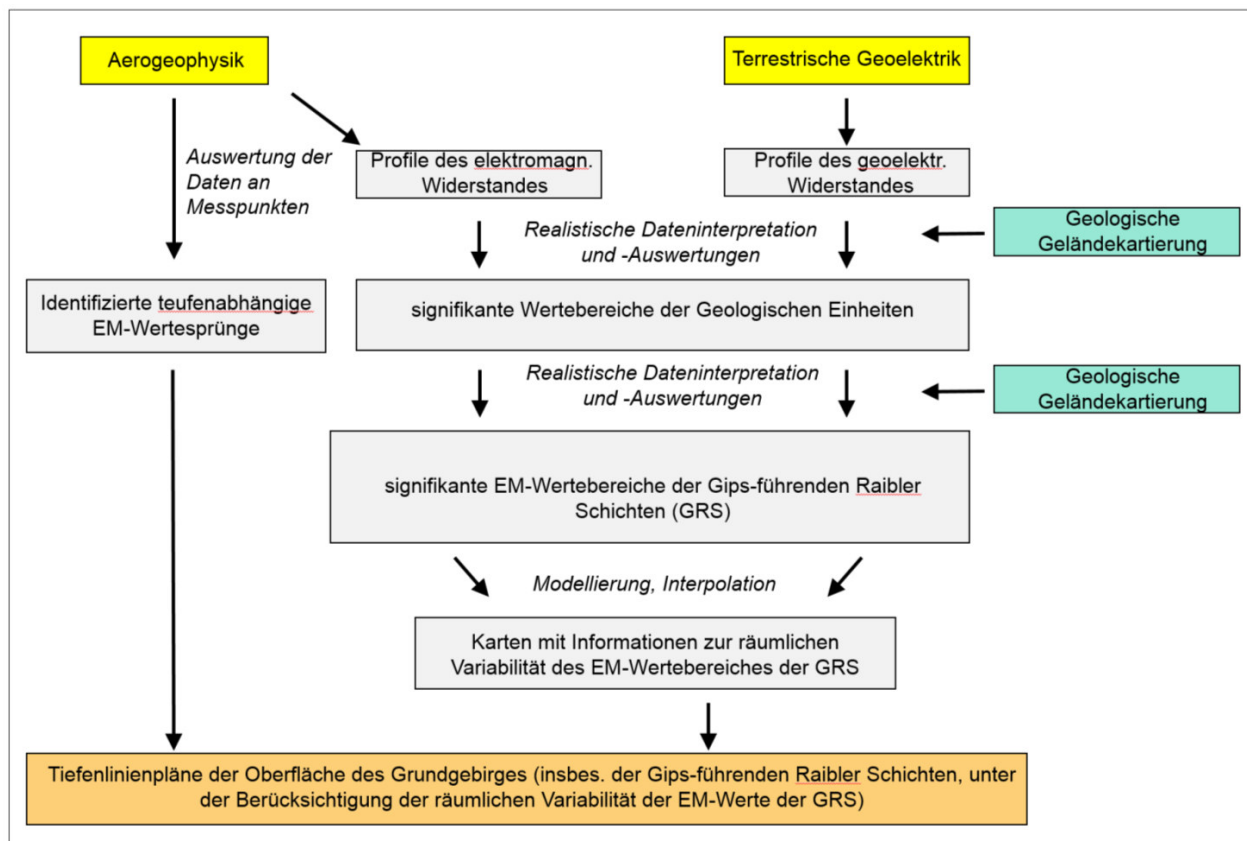 Aerogeophysik
Terrestrische Geoelektrik
Auswertung der
Daten an
Messpunkten
Profile des elektromagn.
Widerstandes
Profile des geoelektr.
Widerstandes
Realistische Dateninterpretation
und -Auswertungen
Geologische
Geländekartierung
Identifizierte teufenabhängige
EM-Wertesprünge
signifikante Wertebereiche der Geologischen Einheiten
Realistische Dateninterpretation
und -Auswertungen
Geologische
Geländekartierung
signifikante EM-Wertebereiche der Gips-führenden Raibler
Schichten (GRS)
Modellierung, Interpolation
Karten mit Informationen zur räumlichen
Variabilität des EM-Wertebereiches der GRS
Tiefenlinienpläne der Oberfläche des Grundgebirges (insbes. der Gips-führenden Raibler Schichten, unter
der Berücksichtigung der räumlichen Variabilität der EM-Werte der GRS)